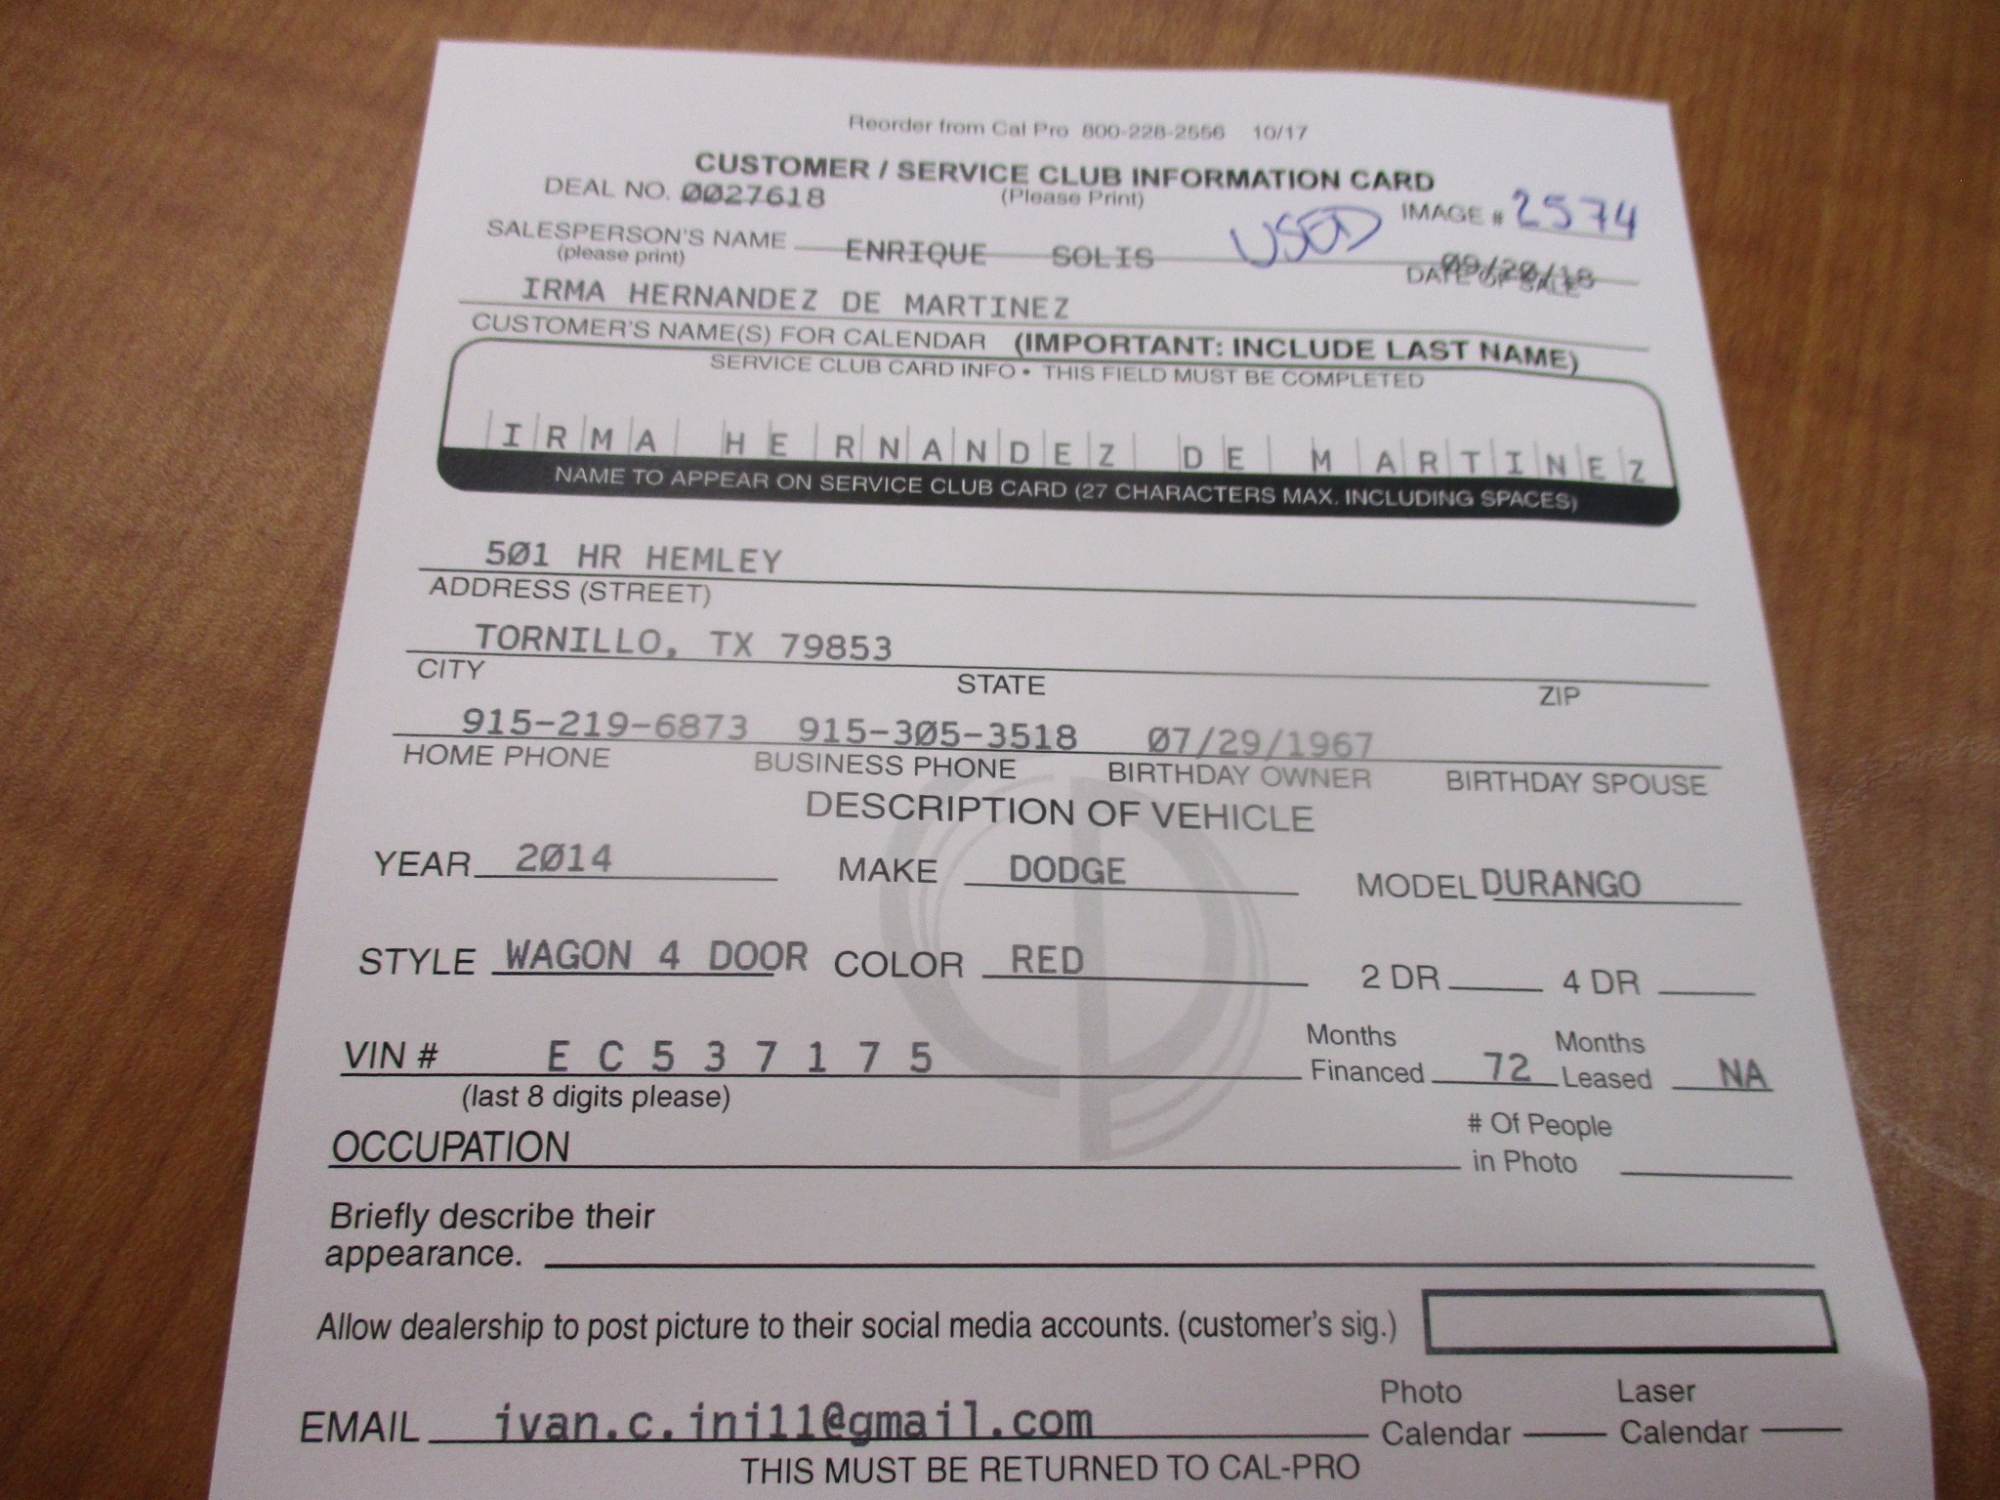 Reorder from Cal Pro 800-228-2556 10/17
CUSTOMER / SERVICE CLUB INFORMATION CARD
DEAL NO. 0027618 (Please Print) IMAGE # 2574
SALESPERSON'S NAME ENRIQUE SOLIS USED
(please print) DATE OF SALE 09/20/18
IRMA HERNANDEZ DE MARTINEZ
CUSTOMER'S NAME(S) FOR CALENDAR (IMPORTANT: INCLUDE LAST NAME)
SERVICE CLUB CARD INFO • THIS FIELD MUST BE COMPLETED
IRMA HERNANDEZ DE MARTINEZ
NAME TO APPEAR ON SERVICE CLUB CARD (27 CHARACTERS MAX. INCLUDING SPACES)
501 HR HEMLEY
ADDRESS (STREET)
TORNILLO, TX 79853
CITY STATE ZIP
915-219-6873 915-305-3518 07/29/1967
HOME PHONE BUSINESS PHONE BIRTHDAY OWNER BIRTHDAY SPOUSE
DESCRIPTION OF VEHICLE
YEAR 2014 MAKE DODGE MODEL DURANGO
STYLE WAGON 4 DOOR COLOR RED 2 DR 4 DR
VIN # E C 5 3 7 1 7 5 Months Financed 72 Months Leased NA
(last 8 digits please)
OCCUPATION # Of People in Photo
Briefly describe their
appearance.
Allow dealership to post picture to their social media accounts. (customer's sig.)
EMAIL ivan.c.ini11@gmail.com Photo Calendar Laser Calendar
THIS MUST BE RETURNED TO CAL-PRO